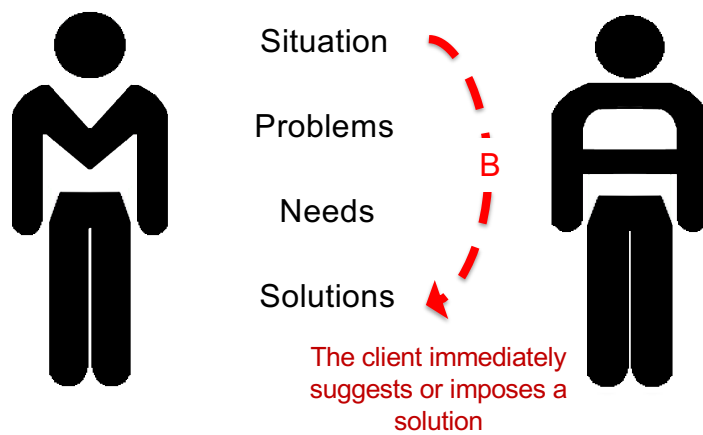 Situation
Problems
B
Needs
Solutions
The client immediately
suggests or imposes a
solution